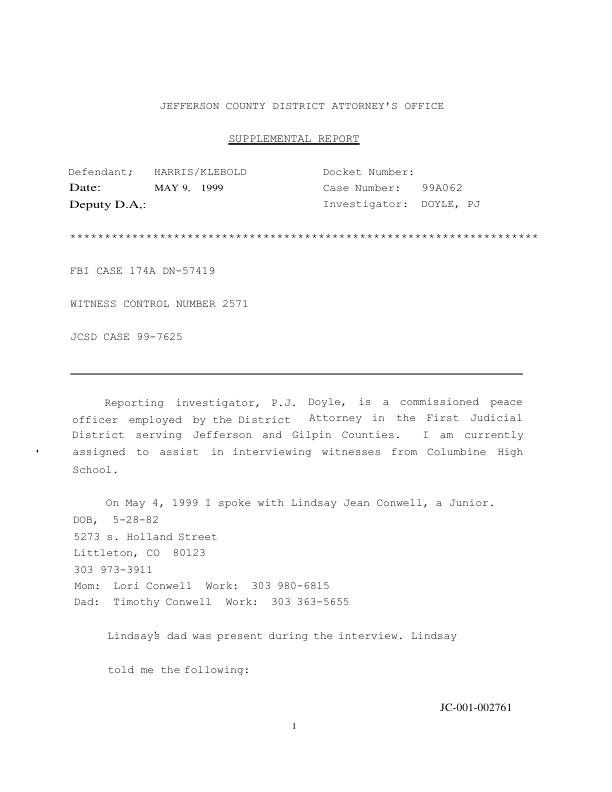 JEFFERSON COUNTY DISTRICT ATTORNEY'S OFFICE
SUPPLEMENTAL REPORT
Defendant; HARRIS/KLEBOLD Docket Number:
Date: MAY 9, 1999 Case Number: 99A062
Deputy D.A,: Investigator: DOYLE, PJ
********************************************************************
FBI CASE 174A DN-57419
WITNESS CONTROL NUMBER 2571
JCSD CASE 99-7625
Reporting investigator, P.J. Doyle, is a commissioned peace
officer employed by the District Attorney in the First Judicial
District serving Jefferson and Gilpin Counties. I am currently
assigned to assist in interviewing witnesses from Columbine High
School.
On May 4, 1999 I spoke with Lindsay Jean Conwell, a Junior.
DOB, 5-28-82
5273 s. Holland Street
Littleton, CO 80123
303 973-3911
Mom: Lori Conwell Work: 303 980-6815
Dad: Timothy Conwell Work: 303 363-5655
Lindsay's dad was present during the interview. Lindsay
told me the following:
JC-001-002761
1